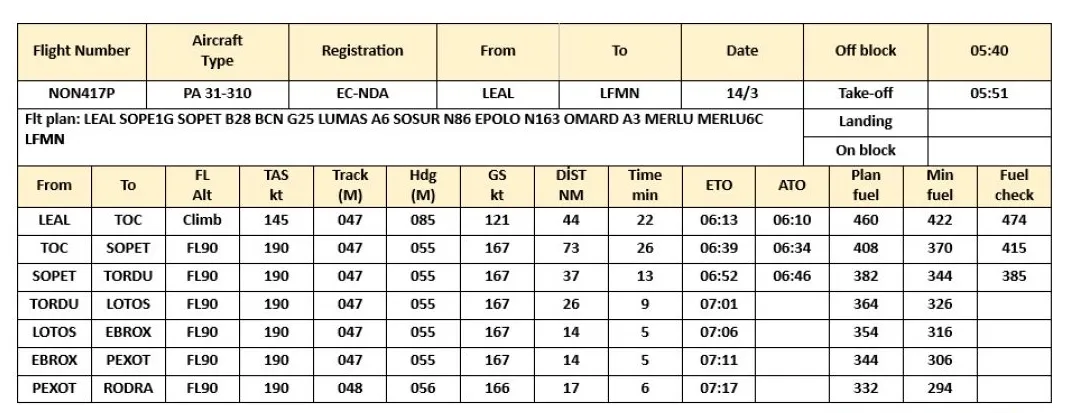 Flight Number Aircraft Type Registration From To Date Off block 05:40
NON417P PA 31-310 EC-NDA LEAL LFMN 14/3 Take-off 05:51
Flt plan: LEAL SOPE1G SOPET B28 BCN G25 LUMAS A6 SOSUR N86 EPOLO N163 OMARD A3 MERLU MERLU6C
LFMN
Landing
On block
From To FL Alt TAS kt Track (M) Hdg (M) GS kt DİST NM Time min ETO ATO Plan fuel Min fuel Fuel check
LEAL TOC Climb 145 047 085 121 44 22 06:13 06:10 460 422 474
TOC SOPET FL90 190 047 055 167 73 26 06:39 06:34 408 370 415
SOPET TORDU FL90 190 047 055 167 37 13 06:52 06:46 382 344 385
TORDU LOTOS FL90 190 047 055 167 26 9 07:01 364 326
LOTOS EBROX FL90 190 047 055 167 14 5 07:06 354 316
EBROX PEXOT FL90 190 047 055 167 14 5 07:11 344 306
PEXOT RODRA FL90 190 048 056 166 17 6 07:17 332 294